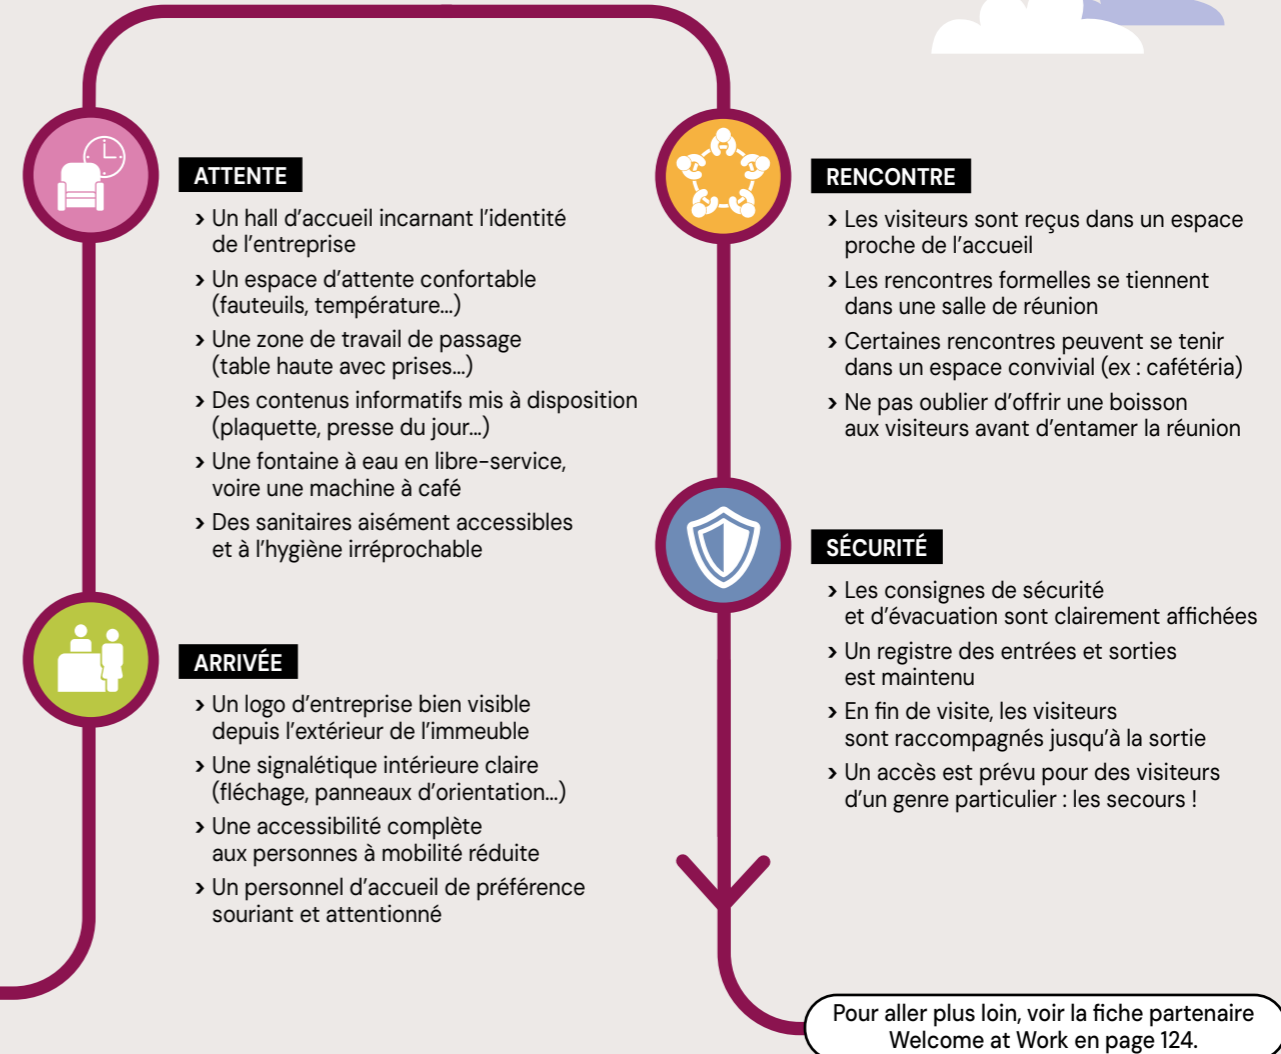 ATTENTE
› Un hall d’accueil incarnant l’identité
de l’entreprise
› Un espace d’attente confortable
(fauteuils, température…)
› Une zone de travail de passage
(table haute avec prises…)
› Des contenus informatifs mis à disposition
(plaquette, presse du jour…)
› Une fontaine à eau en libre-service,
voire une machine à café
› Des sanitaires aisément accessibles
et à l’hygiène irréprochable
ARRIVÉE
› Un logo d’entreprise bien visible
depuis l’extérieur de l’immeuble
› Une signalétique intérieure claire
(fléchage, panneaux d’orientation…)
› Une accessibilité complète
aux personnes à mobilité réduite
› Un personnel d’accueil de préférence
souriant et attentionné
RENCONTRE
› Les visiteurs sont reçus dans un espace
proche de l’accueil
› Les rencontres formelles se tiennent
dans une salle de réunion
› Certaines rencontres peuvent se tenir
dans un espace convivial (ex : cafétéria)
› Ne pas oublier d’offrir une boisson
aux visiteurs avant d’entamer la réunion
SÉCURITÉ
› Les consignes de sécurité
et d’évacuation sont clairement affichées
› Un registre des entrées et sorties
est maintenu
› En fin de visite, les visiteurs
sont raccompagnés jusqu’à la sortie
› Un accès est prévu pour des visiteurs
d’un genre particulier : les secours !
Pour aller plus loin, voir la fiche partenaire
Welcome at Work en page 124.